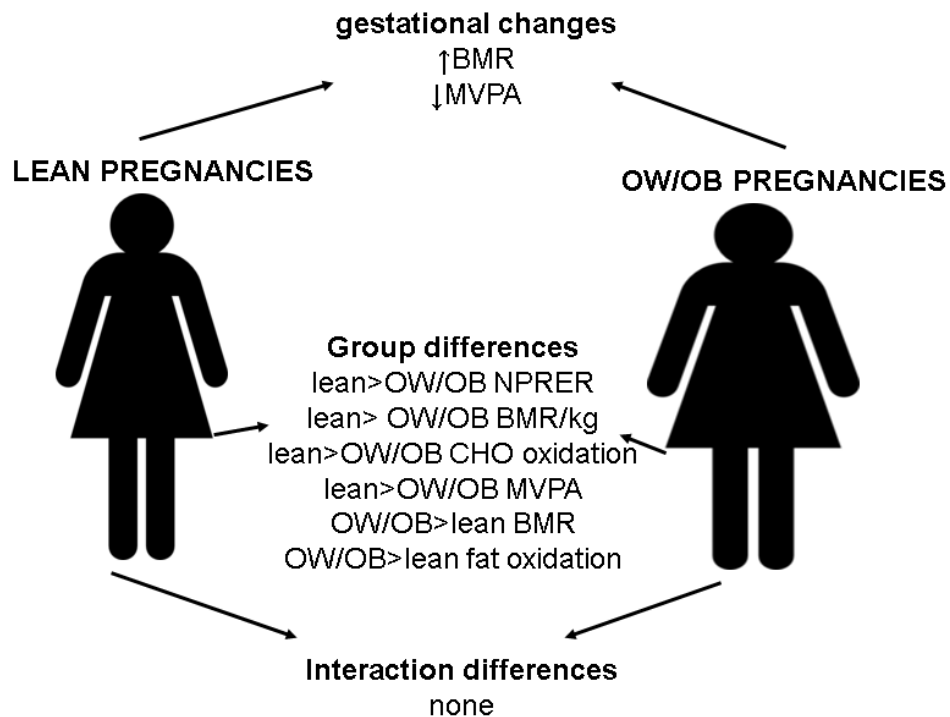 gestational changes
↑BMR
↓MVPA
LEAN PREGNANCIES
OW/OB PREGNANCIES
Group differences
lean>OW/OB NPRER
lean> OW/OB BMR/kg
lean>OW/OB CHO oxidation
lean>OW/OB MVPA
OW/OB>lean BMR
OW/OB>lean fat oxidation
Interaction differences
none